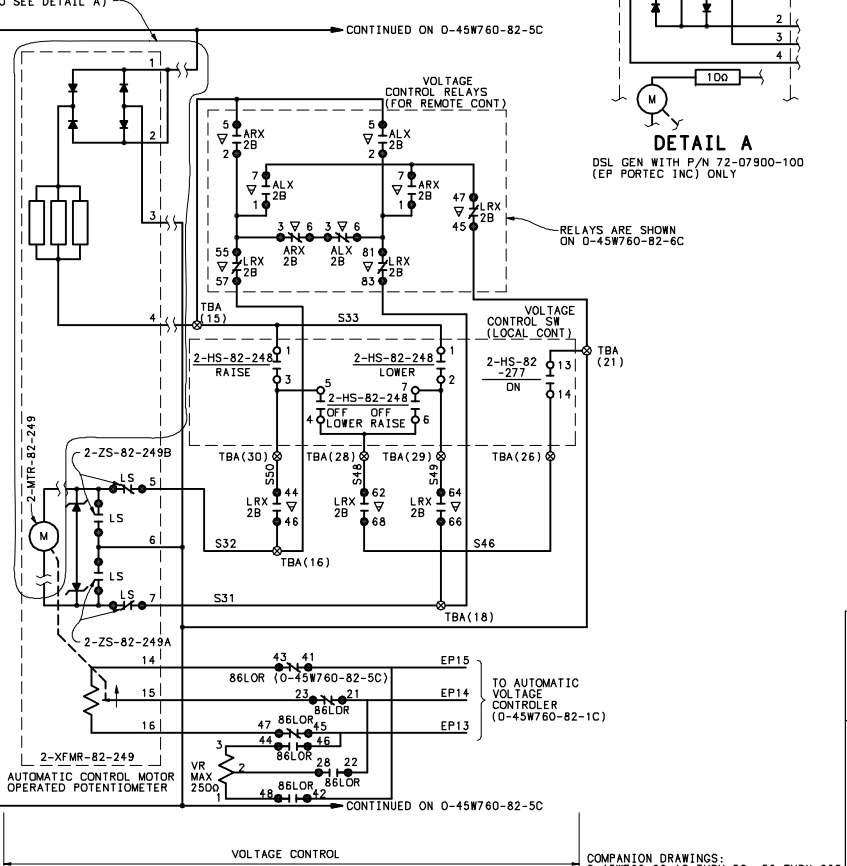 O SEE DETAIL A)
CONTINUED ON 0-45W760-82-5C
2
3
4
10Ω
M
DETAIL A
DSL GEN WITH P/N 72-07900-100
(EP PORTEC INC) ONLY
VOLTAGE
CONTROL RELAYS
(FOR REMOTE CONT)
1
2
3
4
5 ARX
2B
2
5 ALX
2B
2
7
ALX
2B
1
7
ARX
2B
1
47
LRX
2B
45
RELAYS ARE SHOWN
ON 0-45W760-82-6C
3 6 3 6
ARX ALX
2B 2B
55
LRX
2B
57
81
LRX
2B
83
TBA
(15)
S33
VOLTAGE
CONTROL SW
(LOCAL CONT)
2-HS-82-248
RAISE
1
3
2-HS-82-248
LOWER
1
2
2-HS-82
-277
ON
13
14
TBA
(21)
5 7
2-HS-82-248
OFF OFF
4 LOWER RAISE 6
TBA(30) TBA(28) TBA(29) TBA(26)
S50 S48 S49
44
LRX
2B
46
62
LRX
2B
68
64
LRX
2B
66
2-MTR-82-249
2-ZS-82-249B
LS
5
LS
M
6
S32
S46
TBA(16)
LS
LS
7
S31
TBA(18)
2-ZS-82-249A
14
43 41
EP15
86LOR (0-45W760-82-5C)
15
23 21
EP14
86LOR
16
86LOR
47 45
EP13
44 46
86LOR
TO AUTOMATIC
VOLTAGE
CONTROLER
(0-45W760-82-1C)
2-XFMR-82-249
AUTOMATIC CONTROL MOTOR
OPERATED POTENTIOMETER
VR
MAX
250Ω
3
2
1
28 22
86LOR
86LOR
48 42
CONTINUED ON 0-45W760-82-5C
VOLTAGE CONTROL
COMPANION DRAWINGS: